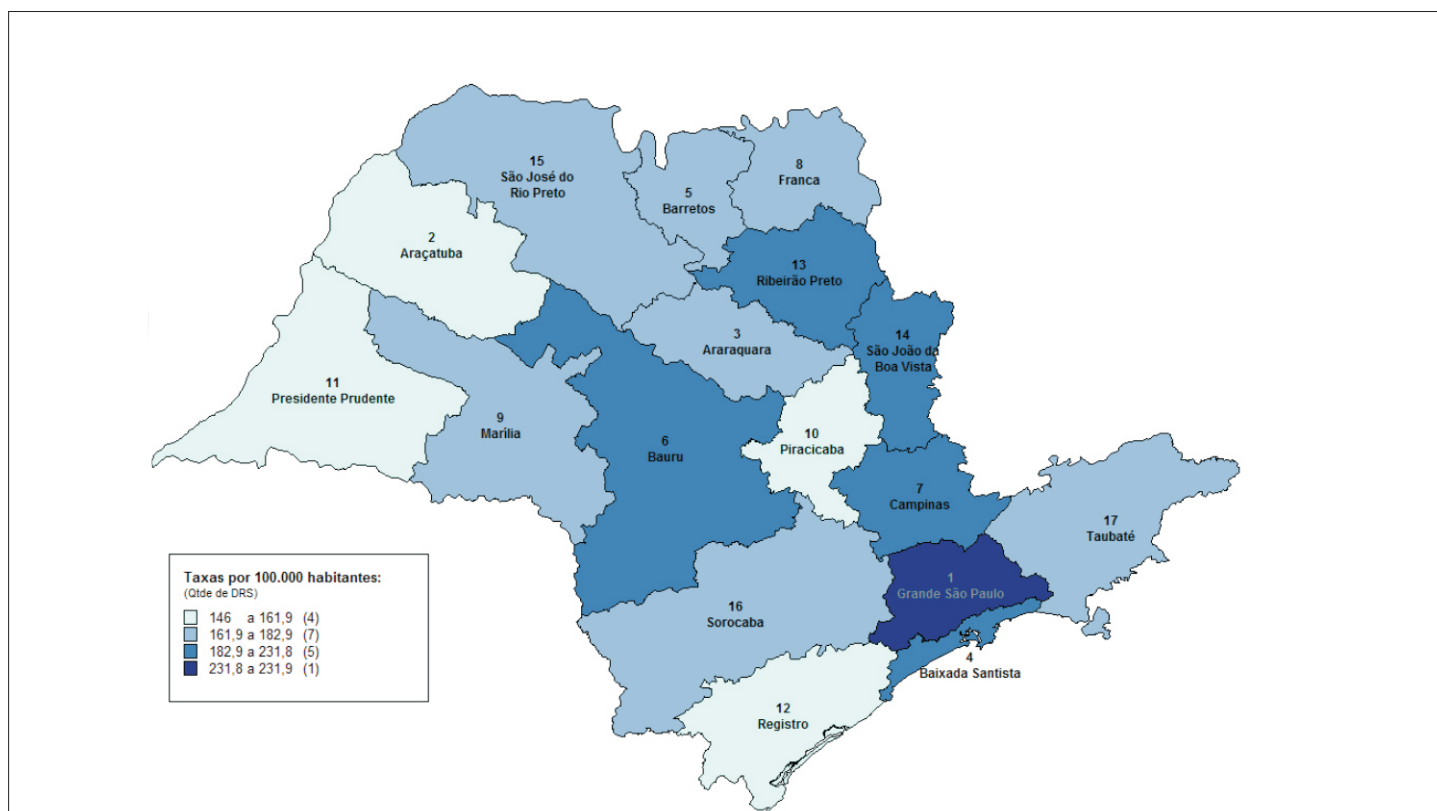 15
São José do
Rio Preto
5
Barretos
8
Franca
2
Araçatuba
13
Ribeirão Preto
3
Araraquara
14
São João da
Boa Vista
11
Presidente Prudente
9
Marília
6
Bauru
10
Piracicaba
7
Campinas
17
Taubaté
1
Grande São Paulo
16
Sorocaba
4
Baixada Santista
12
Registro
Taxas por 100.000 habitantes:
(Qtde de DRS)
146 a 161,9 (4)
161,9 a 182,9 (7)
182,9 a 231,8 (5)
231,8 a 231,9 (1)